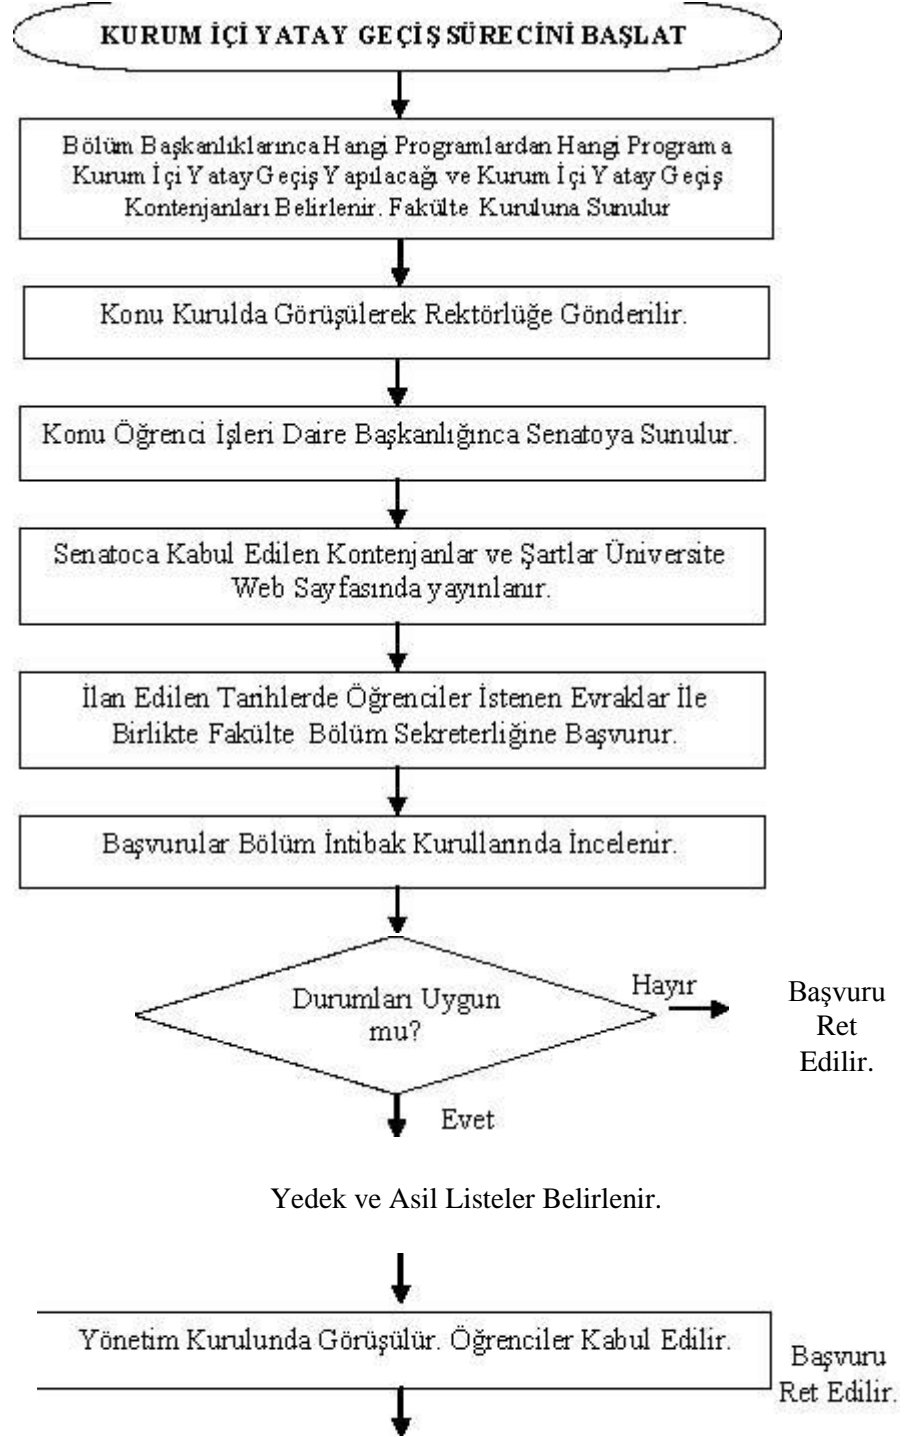 KURUM İÇİ YATAY GEÇİŞ SÜRECİNİ BAŞLAT
Bölüm Başkanlıklarınca Hangi Programlardan Hangi Programa
Kurum İçi Yatay Geçiş Yapılacağı ve Kurum İçi Yatay Geçiş
Kontenjanları Belirlenir. Fakülte Kuruluna Sunulur
Konu Kurulda Görüşülerek Rektörlüğe Gönderilir.
Konu Öğrenci İşleri Daire Başkanlığınca Senatoya Sunulur.
Senatoca Kabul Edilen Kontenjanlar ve Şartlar Üniversite
Web Sayfasında yayınlanır.
İlan Edilen Tarihlerde Öğrenciler İstenen Evraklar İle
Birlikte Fakülte Bölüm Sekreterliğine Başvurur.
Başvurular Bölüm İntibak Kurullarında İncelenir.
Durumları Uygun
mu?
Hayır
Başvuru
Ret
Edilir.
Evet
Yedek ve Asil Listeler Belirlenir.
Yönetim Kurulunda Görüşülür. Öğrenciler Kabul Edilir.
Başvuru
Ret Edilir.